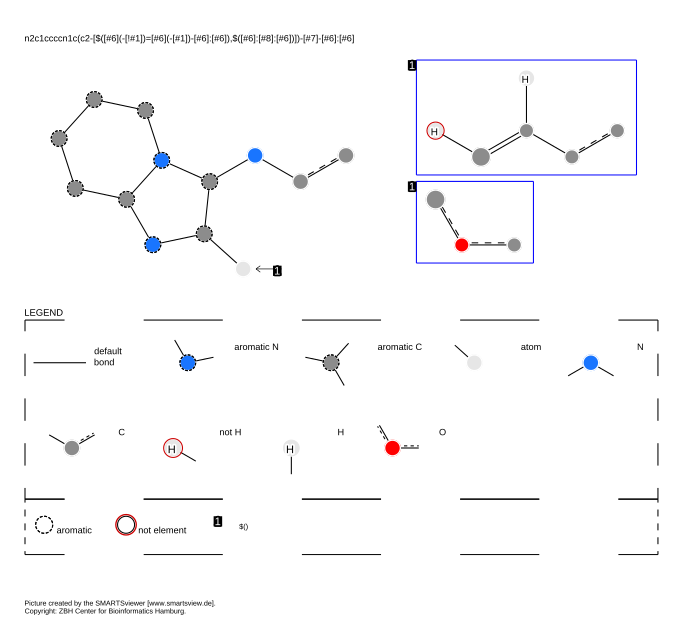 n2c1ccccn1c(c2-[$([#6](-[!#1])=[#6](-[#1])-[#6]:[#6]),$([#6]:[#8]:[#6])])-[#7]-[#6]:[#6]
1
H
H
1
1
LEGEND
default
bond
aromatic N
aromatic C
atom
N
C
H
not H
H
O
aromatic
not element
1
$()
Picture created by the SMARTSviewer [www.smartsview.de].
Copyright: ZBH Center for Bioinformatics Hamburg.